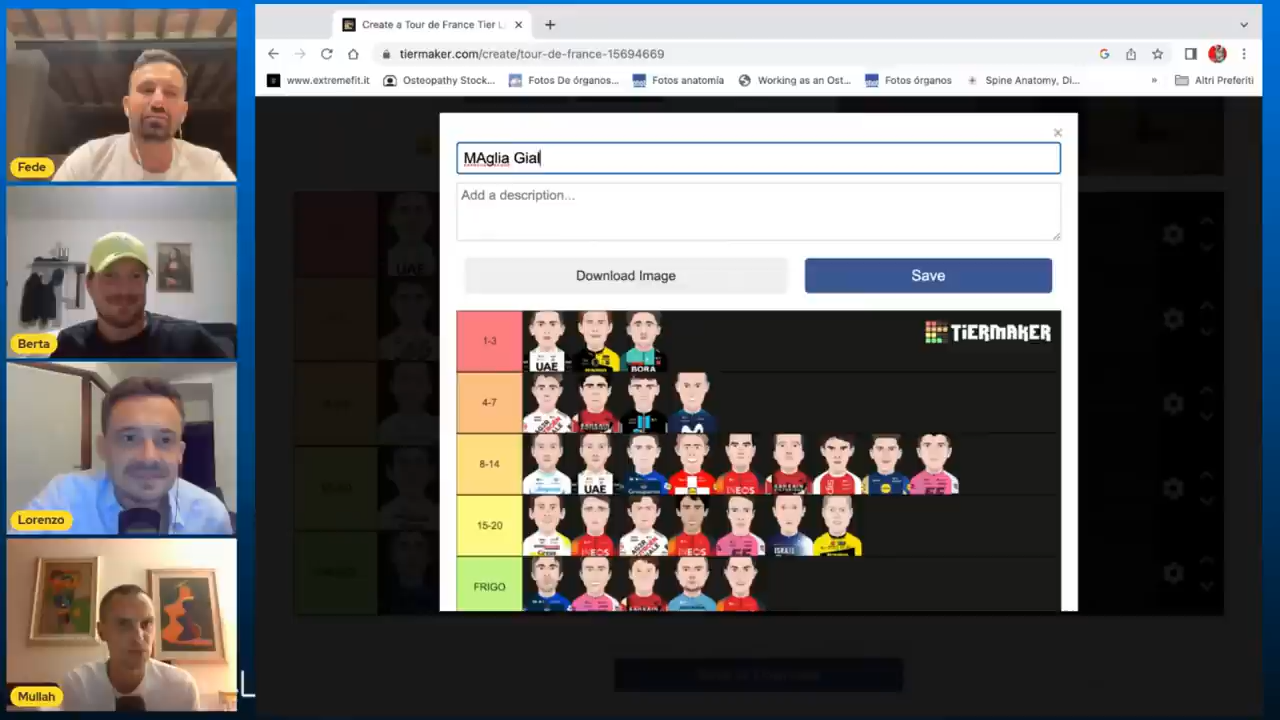 Create a Tour de France Tier L
tiermaker.com/create/tour-de-france-15694669
www.extremefit.it
Osteopathy Stock...
Fotos De órganos...
Fotos anatomía
Working as an Ost...
Fotos órganos
Spine Anatomy, Di...
»
Altri Preferiti
Fede
Berta
Lorenzo
Mullah
L
MAglia Gial
Add a description...
Download Image
Save
TIERMAKER
1-3
UAE
BORA
4-7
8-14
UAE
INEOS
15-20
INEOS
INEOS
ISRAEL
FRIGO
UAE